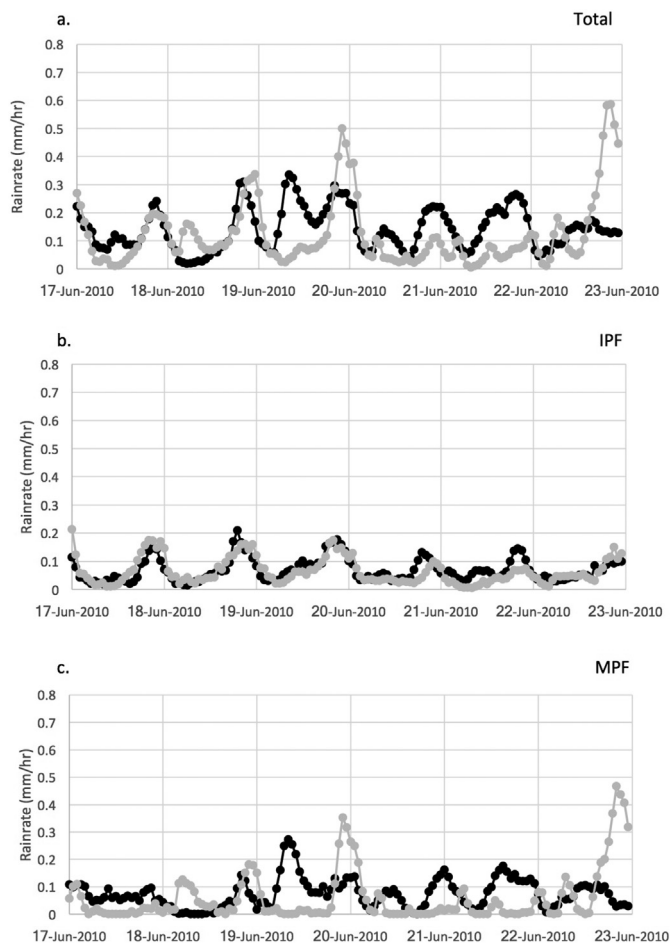 a.
Total
Rainrate (mm/hr)
0.8
0.7
0.6
0.5
0.4
0.3
0.2
0.1
0
17-Jun-2010 18-Jun-2010 19-Jun-2010 20-Jun-2010 21-Jun-2010 22-Jun-2010 23-Jun-2010
b.
IPF
Rainrate (mm/hr)
0.8
0.7
0.6
0.5
0.4
0.3
0.2
0.1
0
17-Jun-2010 18-Jun-2010 19-Jun-2010 20-Jun-2010 21-Jun-2010 22-Jun-2010 23-Jun-2010
c.
MPF
Rainrate (mm/hr)
0.8
0.7
0.6
0.5
0.4
0.3
0.2
0.1
0
17-Jun-2010 18-Jun-2010 19-Jun-2010 20-Jun-2010 21-Jun-2010 22-Jun-2010 23-Jun-2010